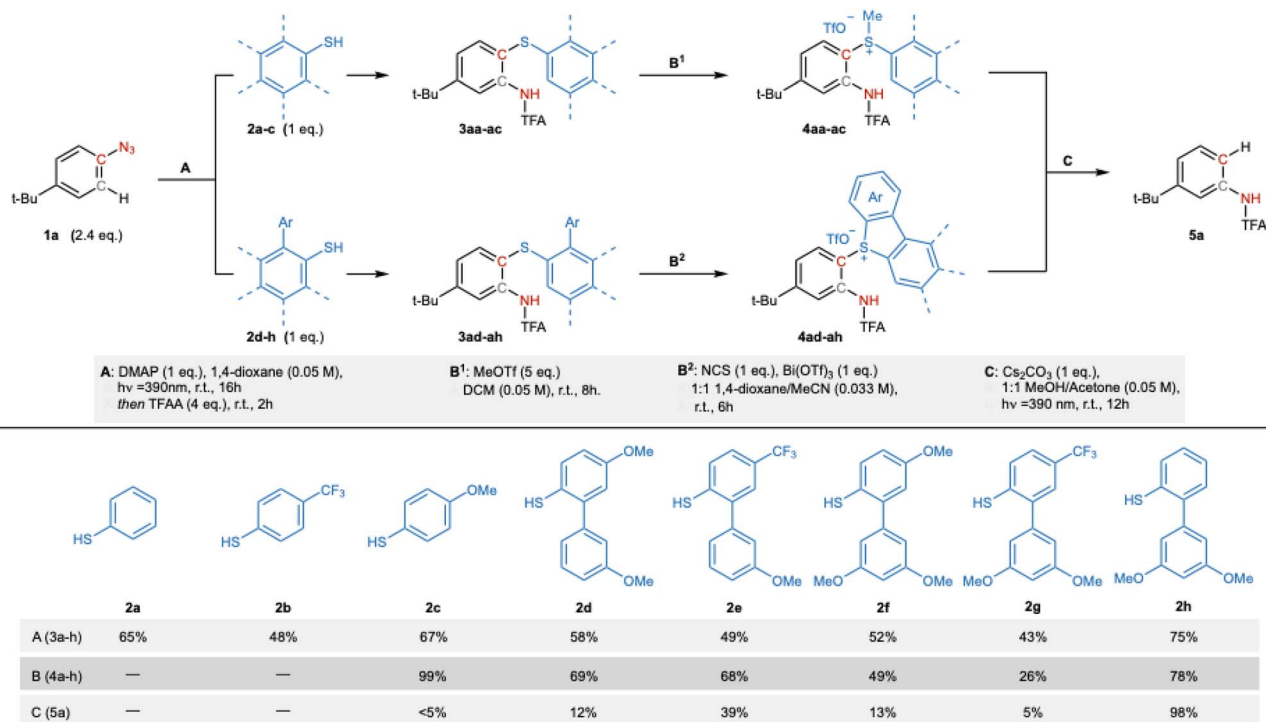 SH
2a-c (1 eq.)
S
C
C
NH
TFA
t-Bu
3aa-ac
B¹
TfO⁻
Me
S
+
C
C
NH
TFA
t-Bu
4aa-ac
N₃
C
C
H
t-Bu
1a (2.4 eq.)
A
C
H
C
C
NH
TFA
t-Bu
5a
Ar
SH
2d-h (1 eq.)
Ar
S
C
C
NH
TFA
t-Bu
3ad-ah
B²
Ar
TfO⁻
S
+
C
C
NH
TFA
t-Bu
4ad-ah
A: DMAP (1 eq.), 1,4-dioxane (0.05 M),
hν =390nm, r.t., 16h
then TFAA (4 eq.), r.t., 2h
B¹: MeOTf (5 eq.)
DCM (0.05 M), r.t., 8h.
B²: NCS (1 eq.), Bi(OTf)₃ (1 eq.)
1:1 1,4-dioxane/MeCN (0.033 M),
r.t., 6h
C: Cs₂CO₃ (1 eq.),
1:1 MeOH/Acetone (0.05 M),
hν =390 nm, r.t., 12h
HS
CF₃
HS
OMe
HS
OMe
HS
OMe
CF₃
HS
OMe
OMe
HS
OMe OMe
CF₃
HS
MeO OMe
HS
MeO OMe
2a 2b 2c 2d 2e 2f 2g 2h
A (3a-h) 65% 48% 67% 58% 49% 52% 43% 75%
B (4a-h) — — 99% 69% 68% 49% 26% 78%
C (5a) — — <5% 12% 39% 13% 5% 98%